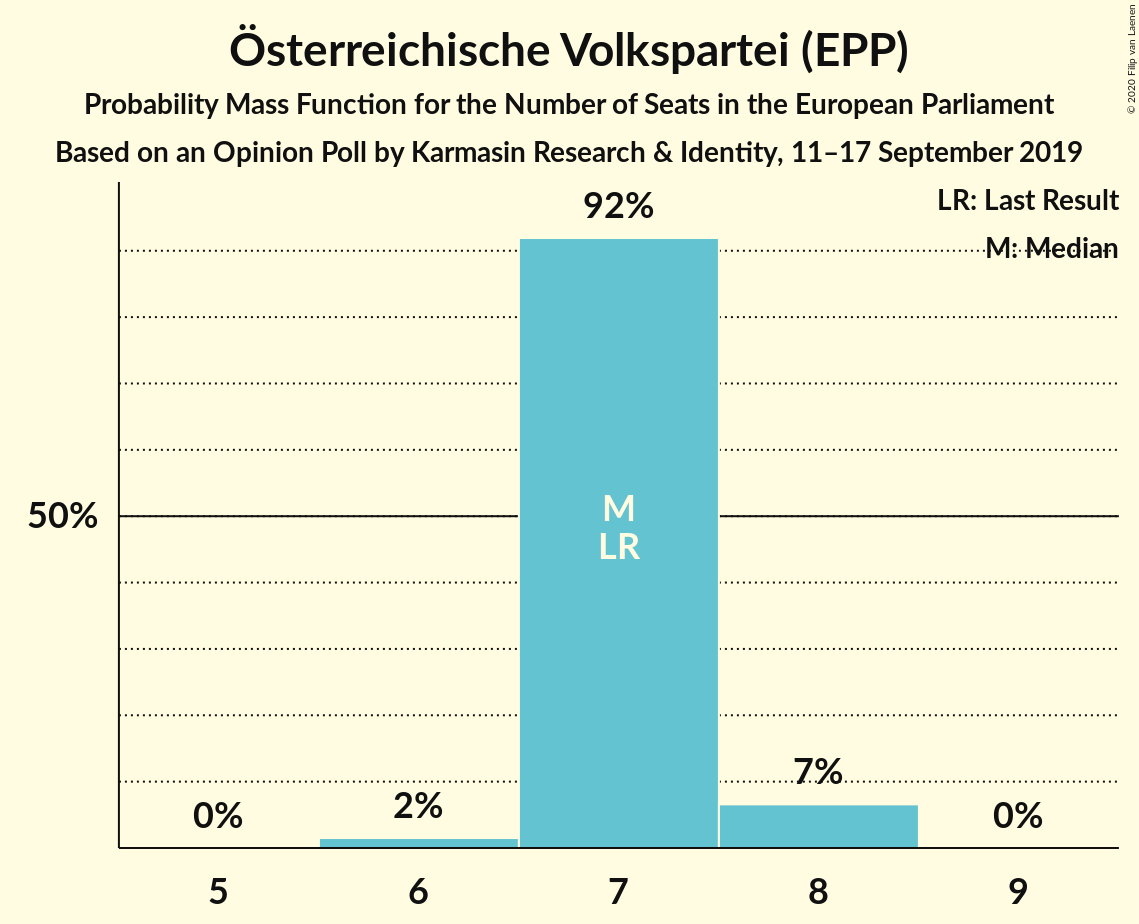 Österreichische Volkspartei (EPP)
Probability Mass Function for the Number of Seats in the European Parliament
Based on an Opinion Poll by Karmasin Research & Identity, 11–17 September 2019
© 2020 Filip van Laenen
LR: Last Result
M: Median
92%
50%
M
LR
7%
2%
0%
0%
5 6 7 8 9